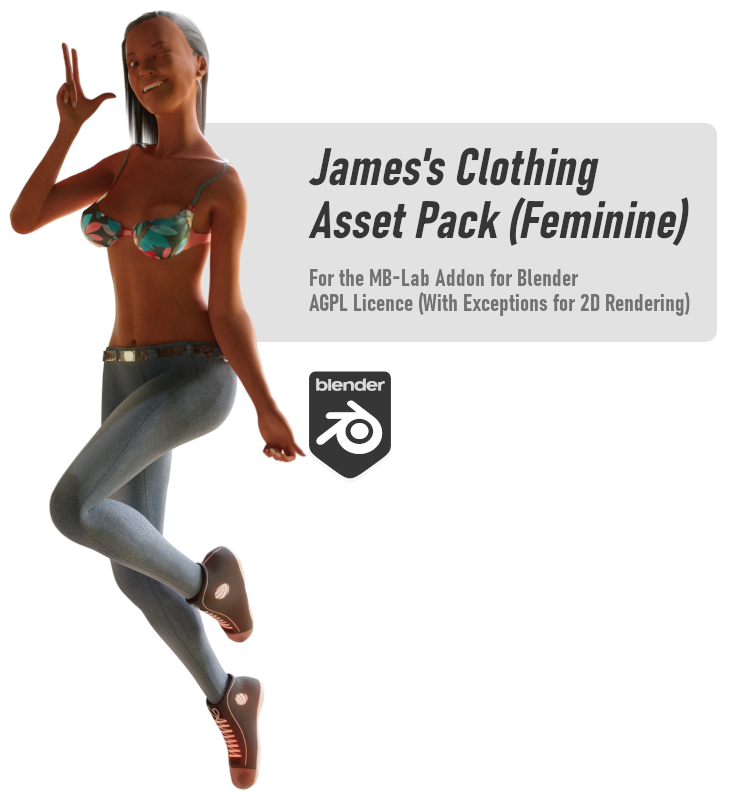 James's Clothing
Asset Pack (Feminine)
For the MB-Lab Addon for Blender
AGPL Licence (With Exceptions for 2D Rendering)
blender